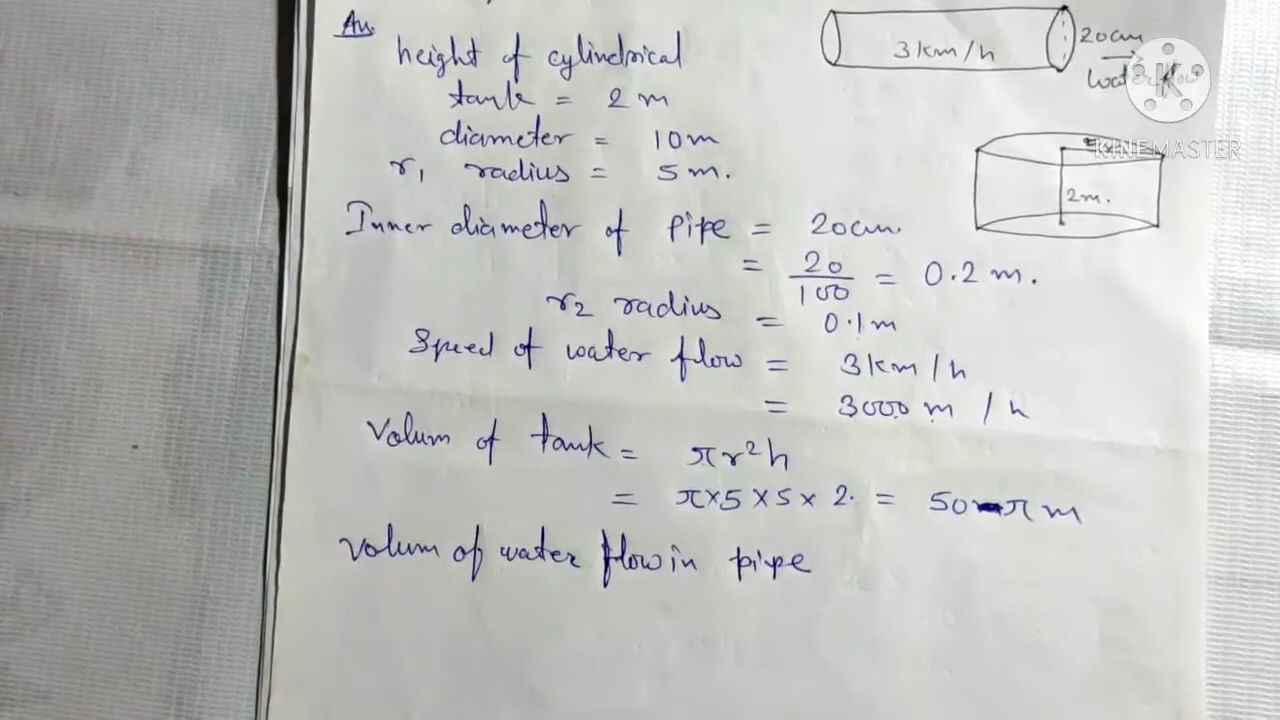 Ans.
height of cylindrical
tank = 2 m
diameter = 10m
r₁ radius = 5m.
Inner diameter of pipe = 20cm
= 20/100 = 0.2 m.
r2 radius = 0.1m
Speed of water flow = 3km/h
= 3000 m / h
Volum of tank = πr²h
= π×5×5×2. = 50π m
Volum of water flow in pipe
3km/h
20cm
water
KINEMASTER
2m.